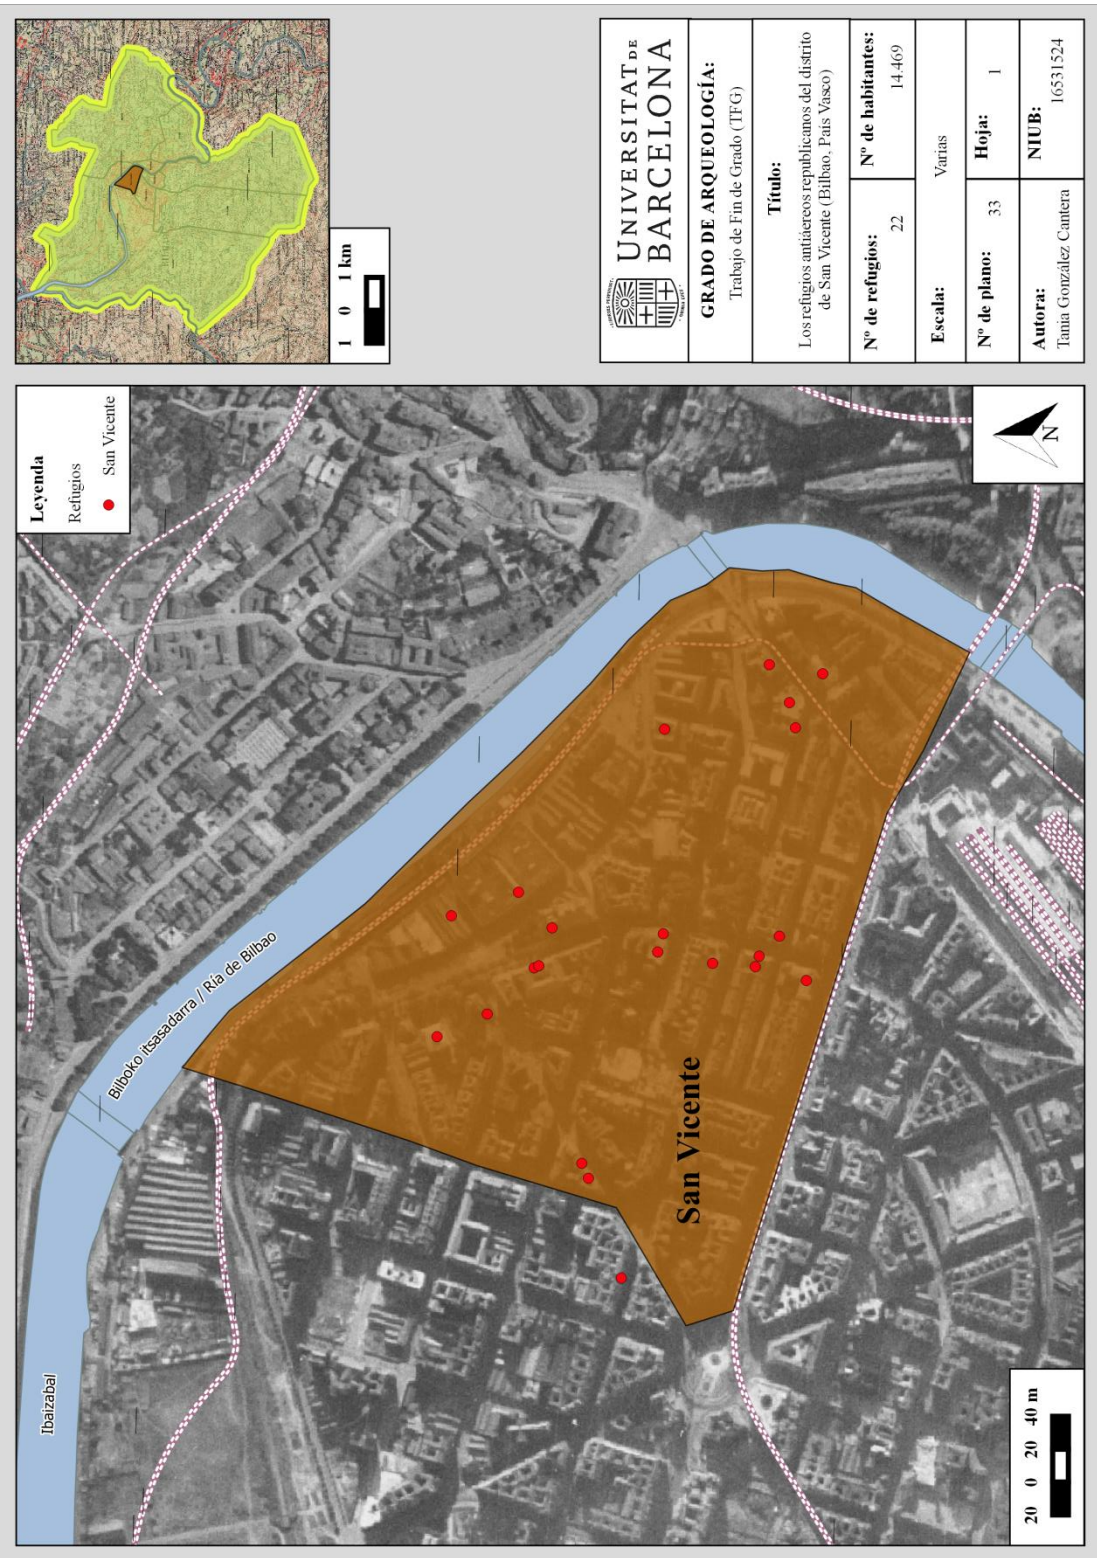 Leyenda
Refugios
San Vicente
Ibaizabal
Bilboko itsasadarra / Ría de Bilbao
San Vicente
20 0 20 40 m
N
1 0 1 km
UNIVERSITAT DE
BARCELONA
GRADO DE ARQUEOLOGÍA:
Trabajo de Fin de Grado (TFG)
Título:
Los refugios antiáereos republicanos del distrito
de San Vicente (Bilbao, País Vasco)
Nº de refugios:
22
Nº de habitantes:
14.469
Escala:
Varias
Nº de plano:
33
Hoja:
1
Autora:
Tania González Cantera
NIUB:
16531524